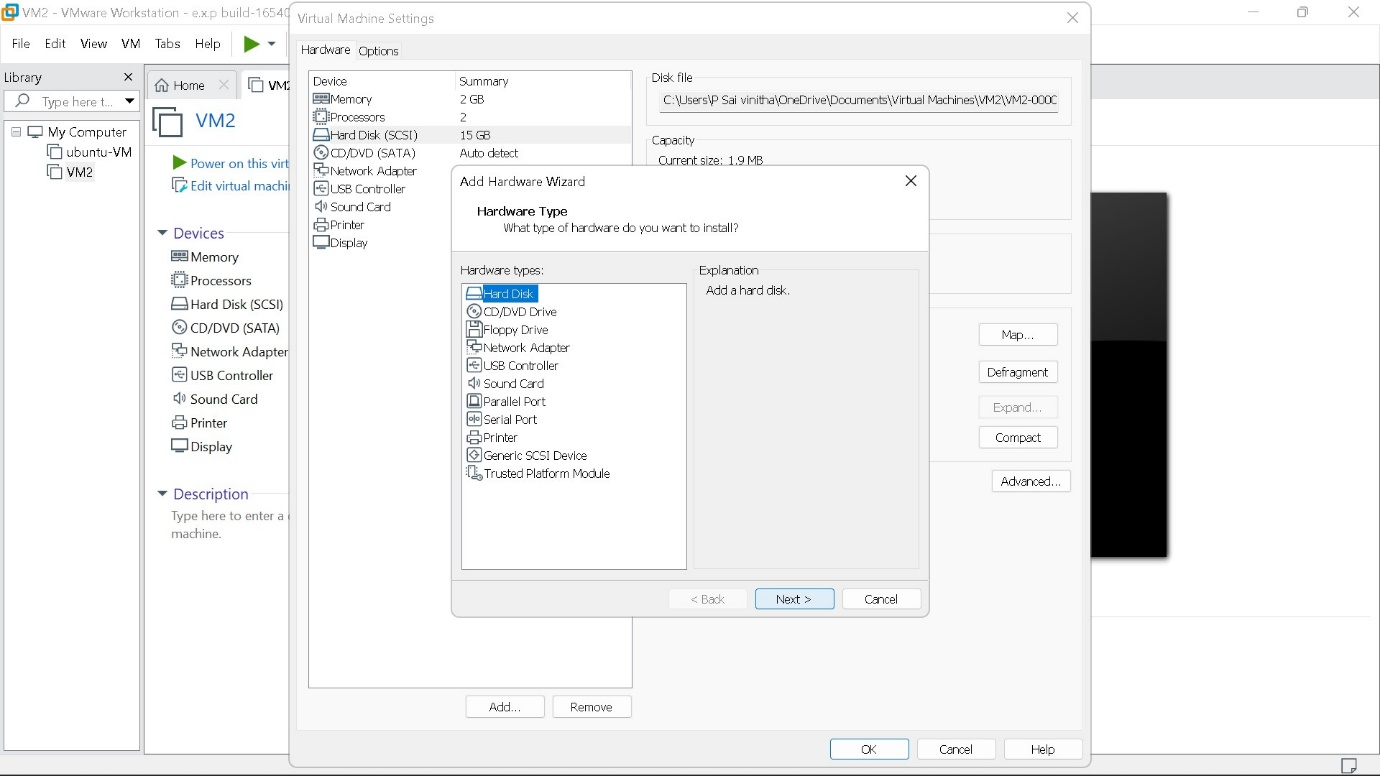 VM2 - VMware Workstation - e.x.p build-16540
File Edit View VM Tabs Help
Library
Type here t...
My Computer
ubuntu-VM
VM2
Home
VM2
VM2
Power on this virt
Edit virtual machi
Devices
Memory
Processors
Hard Disk (SCSI)
CD/DVD (SATA)
Network Adapter
USB Controller
Sound Card
Printer
Display
Description
Type here to enter a
machine.
Virtual Machine Settings
Hardware Options
Device Summary
Memory 2 GB
Processors 2
Hard Disk (SCSI) 15 GB
CD/DVD (SATA) Auto detect
Network Adapter
USB Controller
Sound Card
Printer
Display
Add... Remove
Disk file
C:\Users\P Sai vinitha\OneDrive\Documents\Virtual Machines\VM2\VM2-000C
Capacity
Current size: 1.9 MB
Map...
Defragment
Expand...
Compact
Advanced...
Add Hardware Wizard
Hardware Type
What type of hardware do you want to install?
Hardware types:
Hard Disk
CD/DVD Drive
Floppy Drive
Network Adapter
USB Controller
Sound Card
Parallel Port
Serial Port
Printer
Generic SCSI Device
Trusted Platform Module
Explanation
Add a hard disk.
< Back Next > Cancel
OK Cancel Help